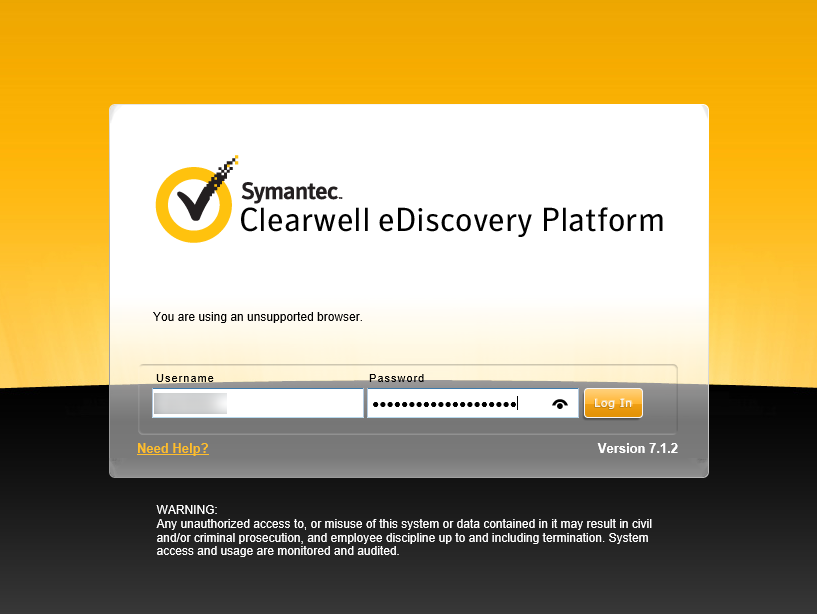 Symantec™
Clearwell eDiscovery Platform
You are using an unsupported browser.
Username Password
●●●●●●●●●●●●●●●●●●●● Log In
Need Help? Version 7.1.2
WARNING:
Any unauthorized access to, or misuse of this system or data contained in it may result in civil
and/or criminal prosecution, and employee discipline up to and including termination. System
access and usage are monitored and audited.